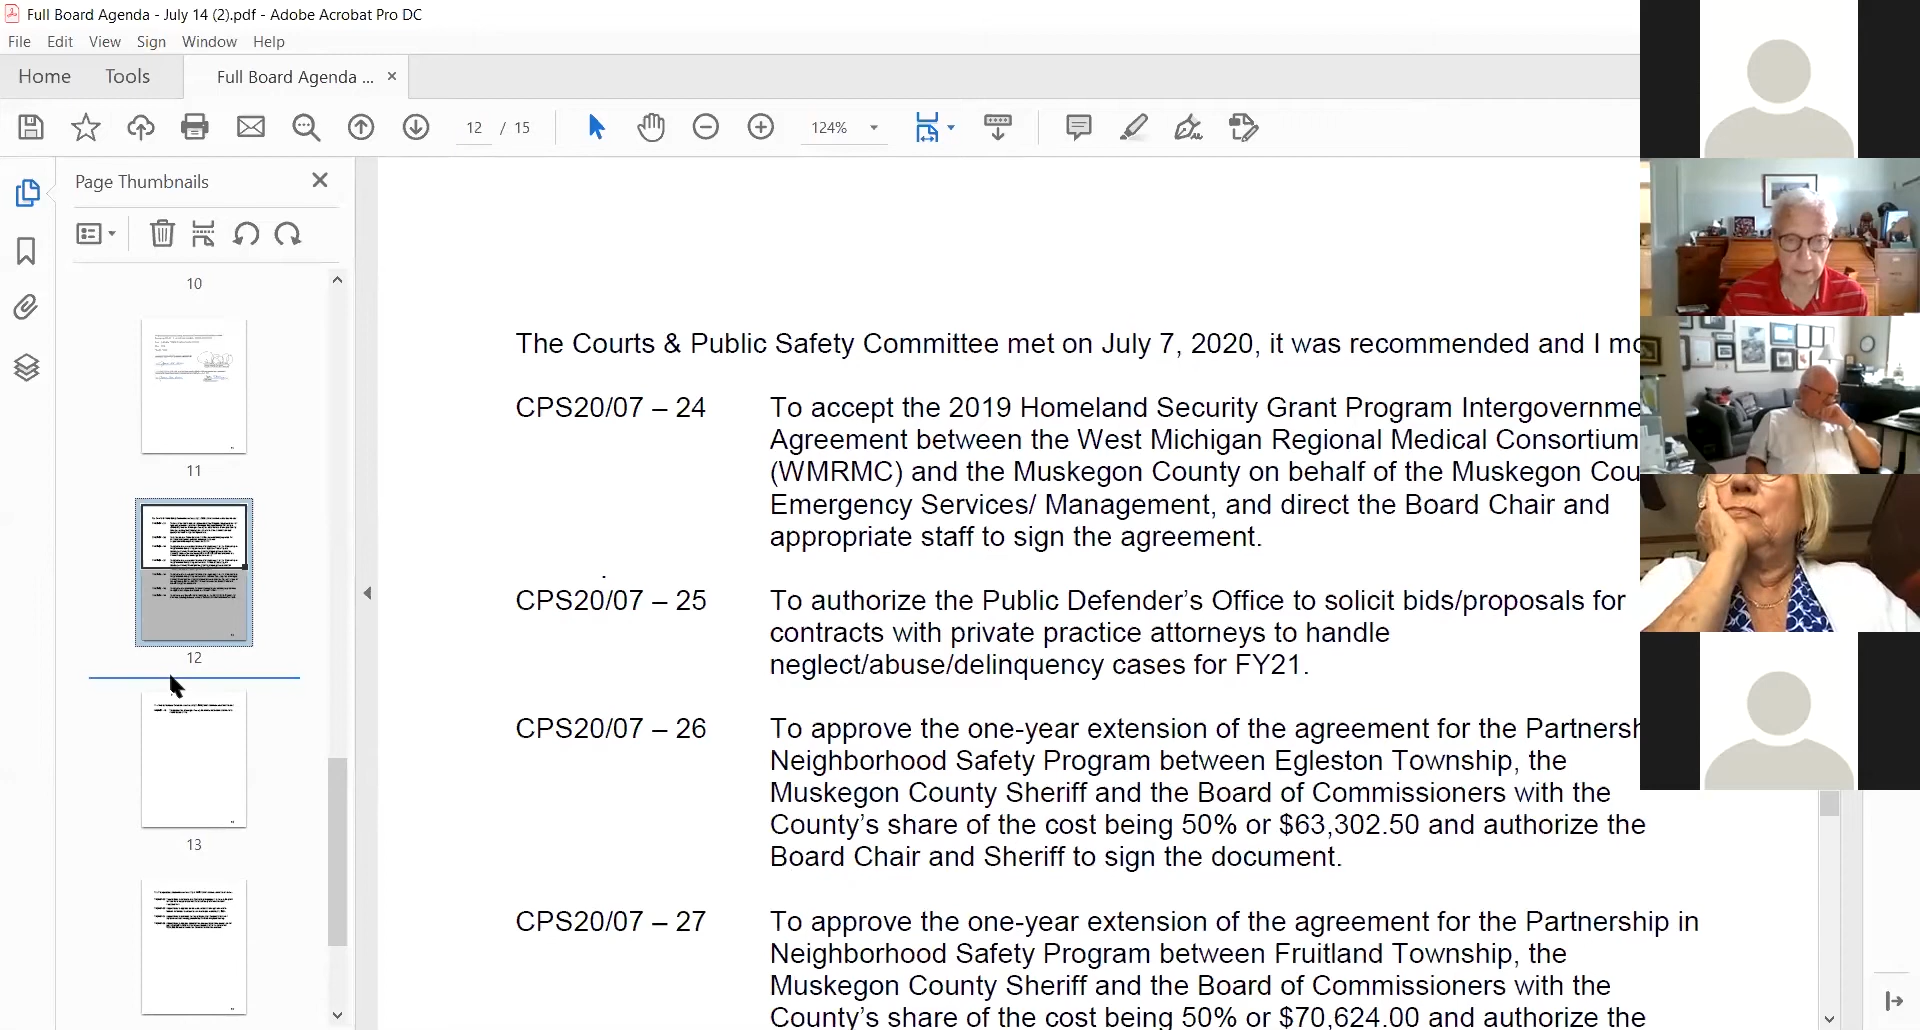 Full Board Agenda - July 14 (2).pdf - Adobe Acrobat Pro DC
File Edit View Sign Window Help
Home Tools Full Board Agenda ... ×
12 / 15 124%
Page Thumbnails
10
11
12
13
The Courts & Public Safety Committee met on July 7, 2020, it was recommended and I
CPS20/07 – 24 To accept the 2019 Homeland Security Grant Program
Agreement between the West Michigan Regional Medical Consortium
(WMRMC) and the Muskegon County on behalf of the Muskegon
Emergency Services/ Management, and direct the Board Chair and
appropriate staff to sign the agreement.
CPS20/07 – 25 To authorize the Public Defender’s Office to solicit bids/proposals for
contracts with private practice attorneys to handle
neglect/abuse/delinquency cases for FY21.
CPS20/07 – 26 To approve the one-year extension of the agreement for the
Neighborhood Safety Program between Egleston Township, the
Muskegon County Sheriff and the Board of Commissioners with the
County’s share of the cost being 50% or $63,302.50 and authorize the
Board Chair and Sheriff to sign the document.
CPS20/07 – 27 To approve the one-year extension of the agreement for the Partnership in
Neighborhood Safety Program between Fruitland Township, the
Muskegon County Sheriff and the Board of Commissioners with the
County’s share of the cost being 50% or $70,624.00 and authorize the